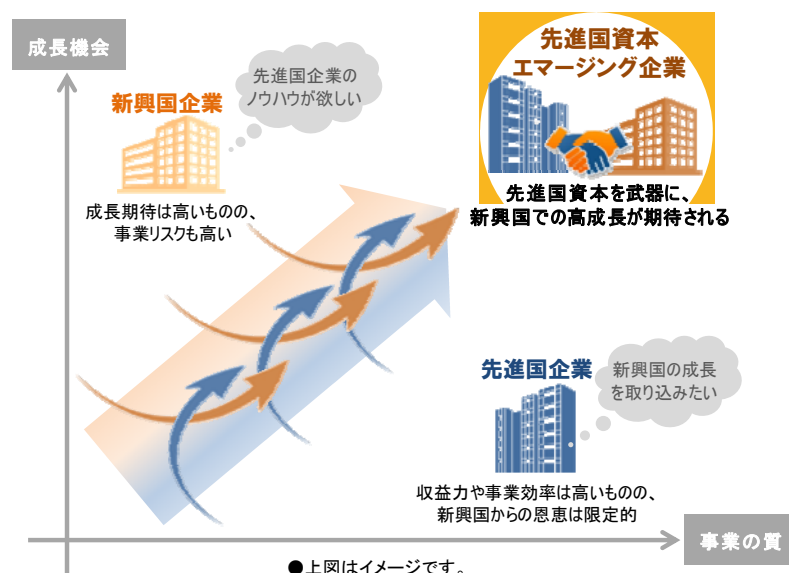 成長機会
先進国企業の
ノウハウが欲しい
新興国企業
成長期待は高いものの、
事業リスクも高い
先進国資本
エマージング企業
先進国資本を武器に、
新興国での高成長が期待される
先進国企業
新興国の成長
を取り込みたい
収益力や事業効率は高いものの、
新興国からの恩恵は限定的
事業の質
●上図はイメージです。